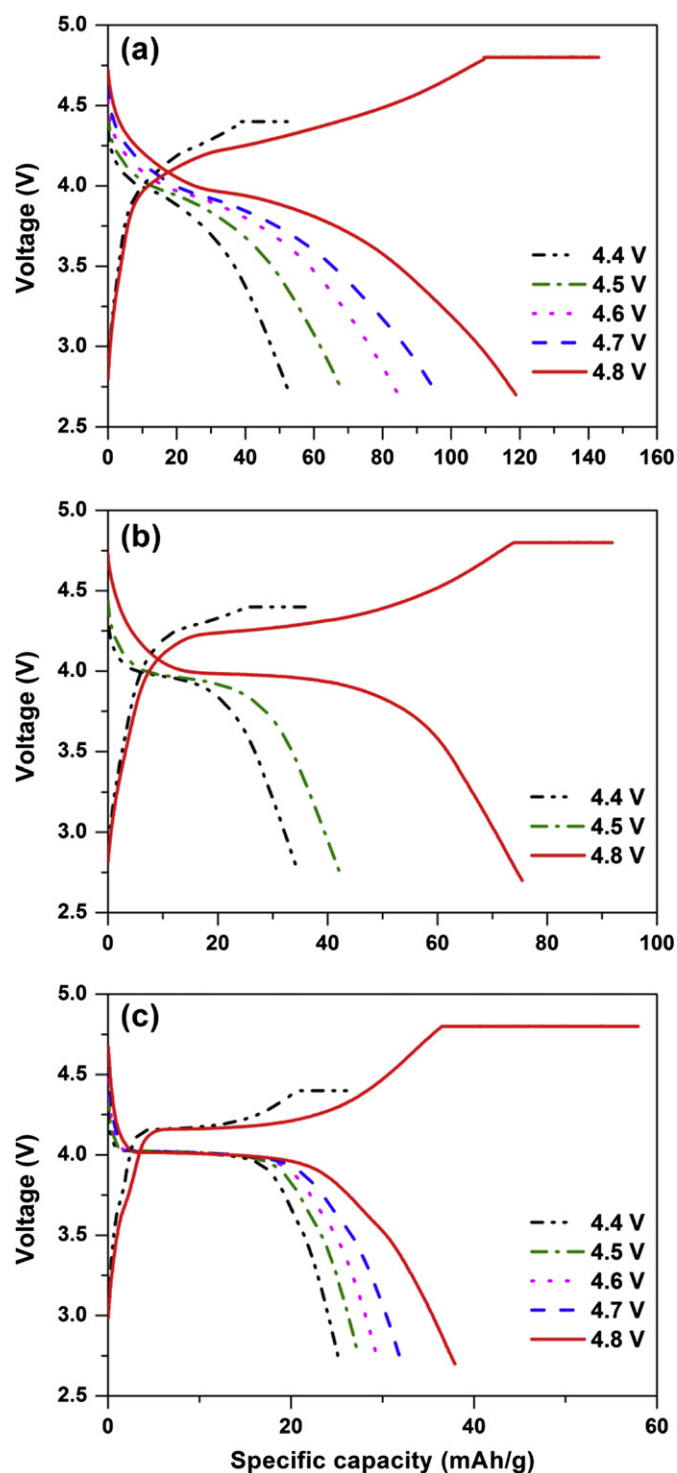 (a)
5.0
4.5
4.0
3.5
3.0
2.5
Voltage (V)
4.4 V
4.5 V
4.6 V
4.7 V
4.8 V
0 20 40 60 80 100 120 140 160
(b)
5.0
4.5
4.0
3.5
3.0
2.5
Voltage (V)
4.4 V
4.5 V
4.8 V
0 20 40 60 80 100
(c)
5.0
4.5
4.0
3.5
3.0
2.5
Voltage (V)
4.4 V
4.5 V
4.6 V
4.7 V
4.8 V
0 20 40 60
Specific capacity (mAh/g)